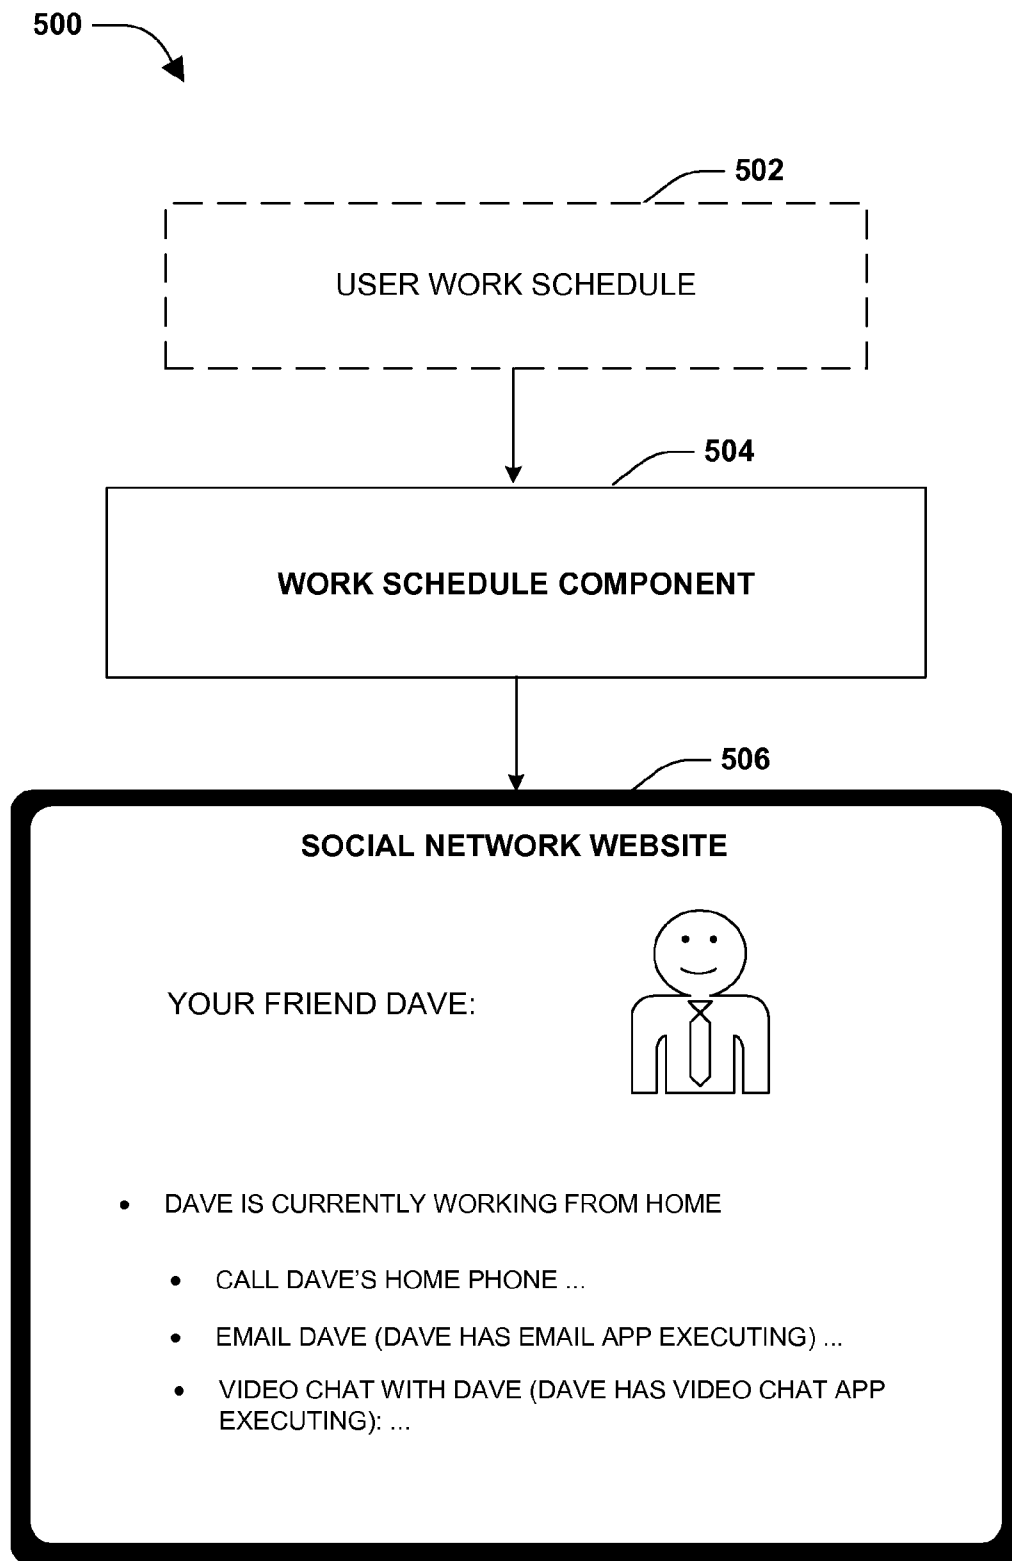 500
502
USER WORK SCHEDULE
504
WORK SCHEDULE COMPONENT
506
SOCIAL NETWORK WEBSITE
YOUR FRIEND DAVE:
• DAVE IS CURRENTLY WORKING FROM HOME
• CALL DAVE'S HOME PHONE ...
• EMAIL DAVE (DAVE HAS EMAIL APP EXECUTING) ...
• VIDEO CHAT WITH DAVE (DAVE HAS VIDEO CHAT APP
EXECUTING): ...